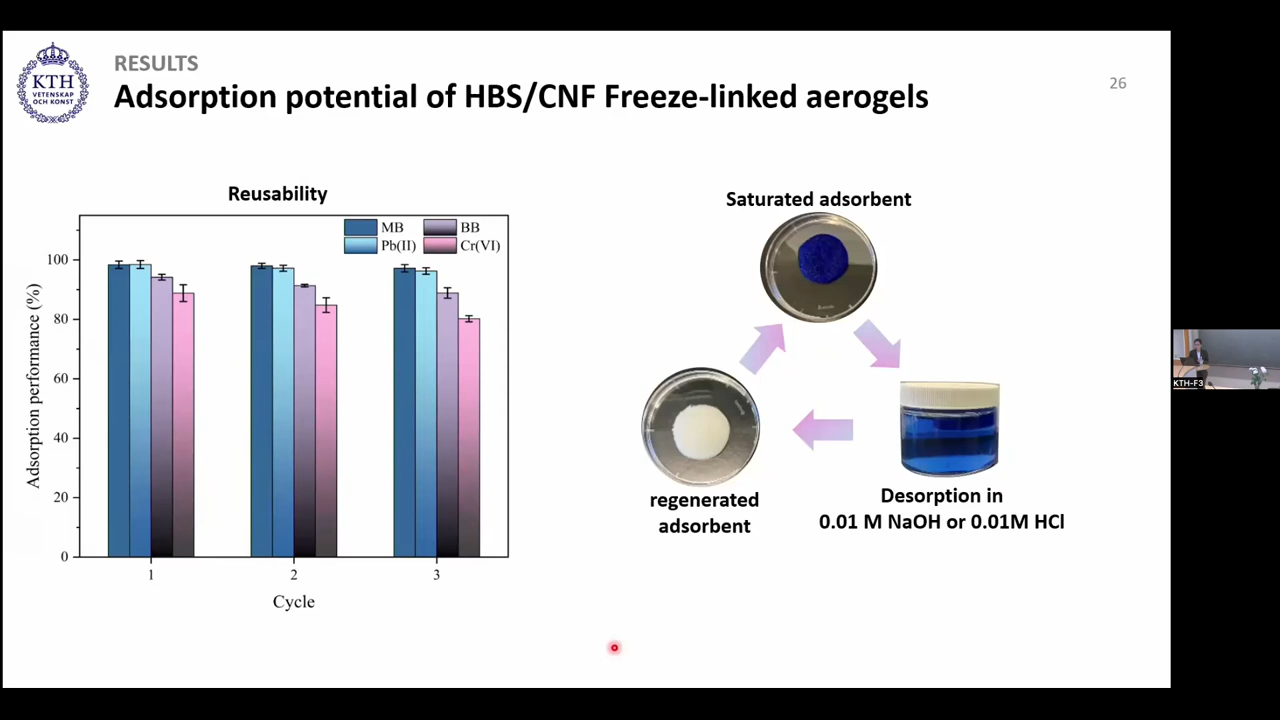 KTH
VETENSKAP
OCH KONST
RESULTS
Adsorption potential of HBS/CNF Freeze-linked aerogels
26
Reusability
MB
BB
Pb(II)
Cr(VI)
Adsorption performance (%)
100
80
60
40
20
0
1
2
3
Cycle
Saturated adsorbent
regenerated
adsorbent
Desorption in
0.01 M NaOH or 0.01M HCl
KTH-F3